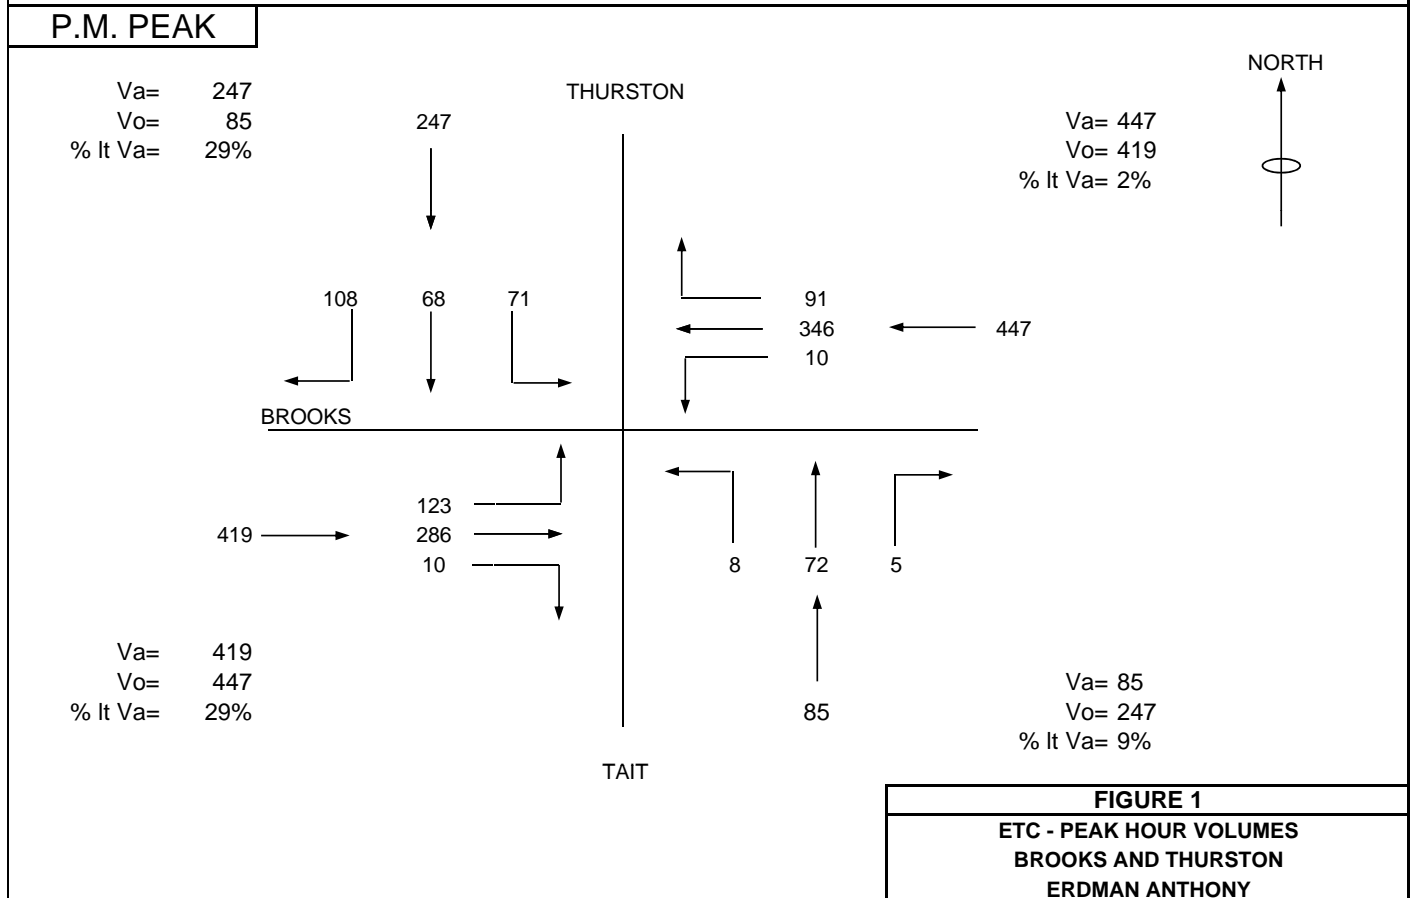 P.M. PEAK
NORTH
Va= 247
THURSTON
Vo= 85
247
Va= 447
% lt Va= 29%
Vo= 419
% lt Va= 2%
108 68 71
91
346
447
10
BROOKS
123
419
286
10
8 72 5
Va= 419
Vo= 447
% lt Va= 29%
85
Va= 85
Vo= 247
% lt Va= 9%
TAIT
FIGURE 1
ETC - PEAK HOUR VOLUMES
BROOKS AND THURSTON
ERDMAN ANTHONY